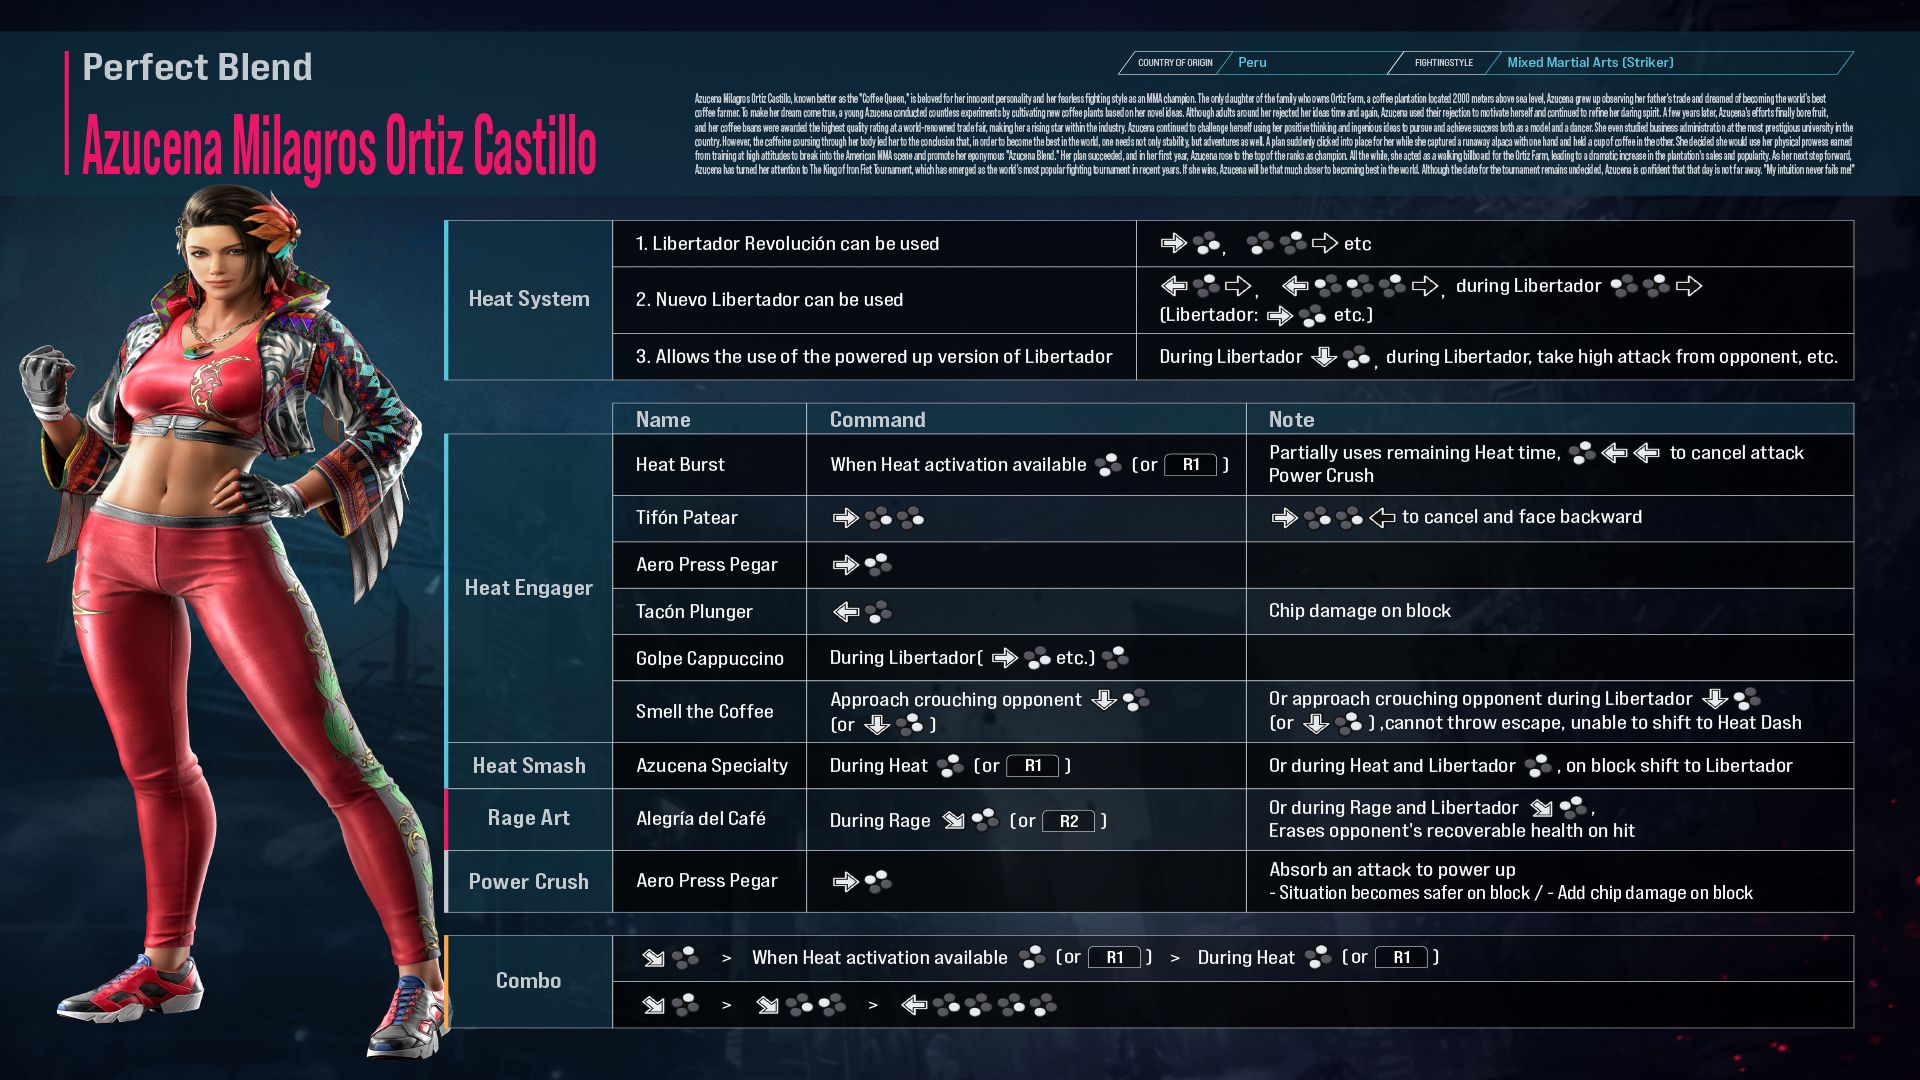 Perfect Blend
Azucena Milagros Ortiz Castillo
COUNTRY OF ORIGIN Peru FIGHTINGSTYLE Mixed Martial Arts (Striker)
Azucena Milagros Ortiz Castillo, known better as the "Coffee Queen," is beloved for her innocent personality and her fearless fighting style as an MMA champion. The only daughter of the family who owns Ortiz Farm, a coffee plantation located 2000 meters above sea level, Azucena grew up observing her father's trade and dreamed of becoming the world's best
coffee farmer. To make her dream come true, a young Azucena conducted countless experiments by cultivating new coffee plants based on her novel ideas. Although adults around her rejected her ideas time and again, Azucena used their rejection to motivate herself and continued to refine her daring spirit. A few years later, Azucena's efforts finally bore fruit,
and her coffee beans were awarded the highest quality rating at a world-renowned trade fair, making her a rising star within the industry. Azucena continued to challenge herself using her positive thinking and ingenious ideas to pursue and achieve success both as a model and a dancer. She even studied business administration at the most prestigious university in the
country. However, the caffeine coursing through her body led her to the conclusion that, in order to become the best in the world, one needs not only stability, but adventures as well. A plan suddenly clicked into place for her while she captured a runaway alpaca with one hand and held a cup of coffee in the other. She decided she would use her physical prowess earned
from training at high altitudes to break into the American MMA scene and promote her eponymous "Azucena Blend." Her plan succeeded, and in her first year, Azucena rose to the top of the ranks as champion. All the while, she acted as a walking billboard for the Ortiz Farm, leading to a dramatic increase in the plantation's sales and popularity. As her next step forward,
Azucena has turned her attention to The King of Iron Fist Tournament, which has emerged as the world's most popular fighting tournament in recent years. If she wins, Azucena will be that much closer to becoming best in the world. Although the date for the tournament remains undecided, Azucena is confident that that day is not far away. "My intuition never fails me!"
Heat System
1. Libertador Revolución can be used
, etc
2. Nuevo Libertador can be used
, , during Libertador
(Libertador: etc.)
3. Allows the use of the powered up version of Libertador
During Libertador , during Libertador, take high attack from opponent, etc.
Name Command Note
Heat Engager
Heat Burst
When Heat activation available (or R1 )
Partially uses remaining Heat time, to cancel attack
Power Crush
Tifón Patear
to cancel and face backward
Aero Press Pegar
Tacón Plunger
Chip damage on block
Golpe Cappuccino
During Libertador( etc.)
Smell the Coffee
Approach crouching opponent
(or )
Or approach crouching opponent during Libertador
(or ) ,cannot throw escape, unable to shift to Heat Dash
Heat Smash
Azucena Specialty
During Heat (or R1 )
Or during Heat and Libertador , on block shift to Libertador
Rage Art
Alegría del Café
During Rage (or R2 )
Or during Rage and Libertador ,
Erases opponent's recoverable health on hit
Power Crush
Aero Press Pegar
Absorb an attack to power up
- Situation becomes safer on block / - Add chip damage on block
Combo
> When Heat activation available (or R1 ) > During Heat (or R1 )
> >